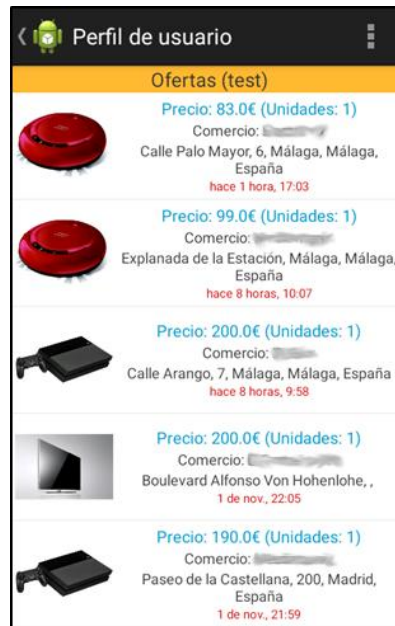 Perfil de usuario
Ofertas (test)
Precio: 83.0€ (Unidades: 1)
Comercio:
Calle Palo Mayor, 6, Málaga, Málaga,
España
hace 1 hora, 17:03
Precio: 99.0€ (Unidades: 1)
Comercio:
Explanada de la Estación, Málaga, Málaga,
España
hace 8 horas, 10:07
Precio: 200.0€ (Unidades: 1)
Comercio:
Calle Arango, 7, Málaga, Málaga, España
hace 8 horas, 9:58
Precio: 200.0€ (Unidades: 1)
Comercio:
Boulevard Alfonso Von Hohenlohe, ,
1 de nov., 22:05
Precio: 190.0€ (Unidades: 1)
Comercio:
Paseo de la Castellana, 200, Madrid,
España
1 de nov., 21:59